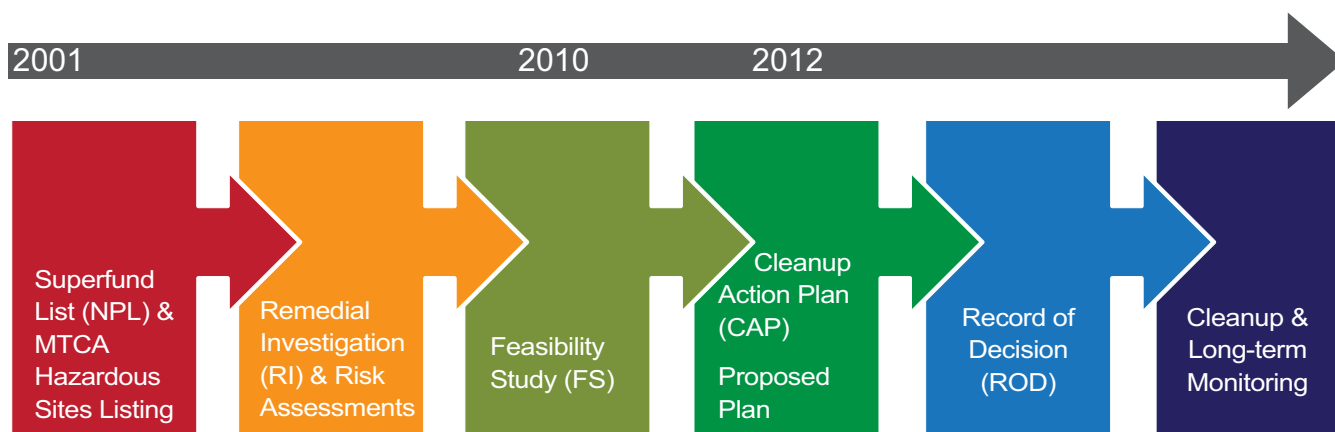 2001 2010 2012
Superfund
List (NPL) &
MTCA
Hazardous
Sites Listing
Remedial
Investigation
(RI) & Risk
Assessments
Feasibility
Study (FS)
Cleanup
Action Plan
(CAP)
Proposed
Plan
Record of
Decision
(ROD)
Cleanup &
Long-term
Monitoring